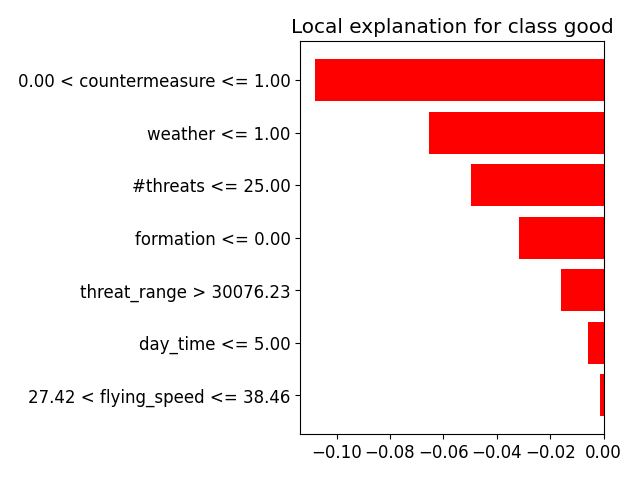 Local explanation for class good
0.00 < countermeasure <= 1.00
weather <= 1.00
#threats <= 25.00
formation <= 0.00
threat_range > 30076.23
day_time <= 5.00
27.42 < flying_speed <= 38.46
−0.10 −0.08 −0.06 −0.04 −0.02 0.00